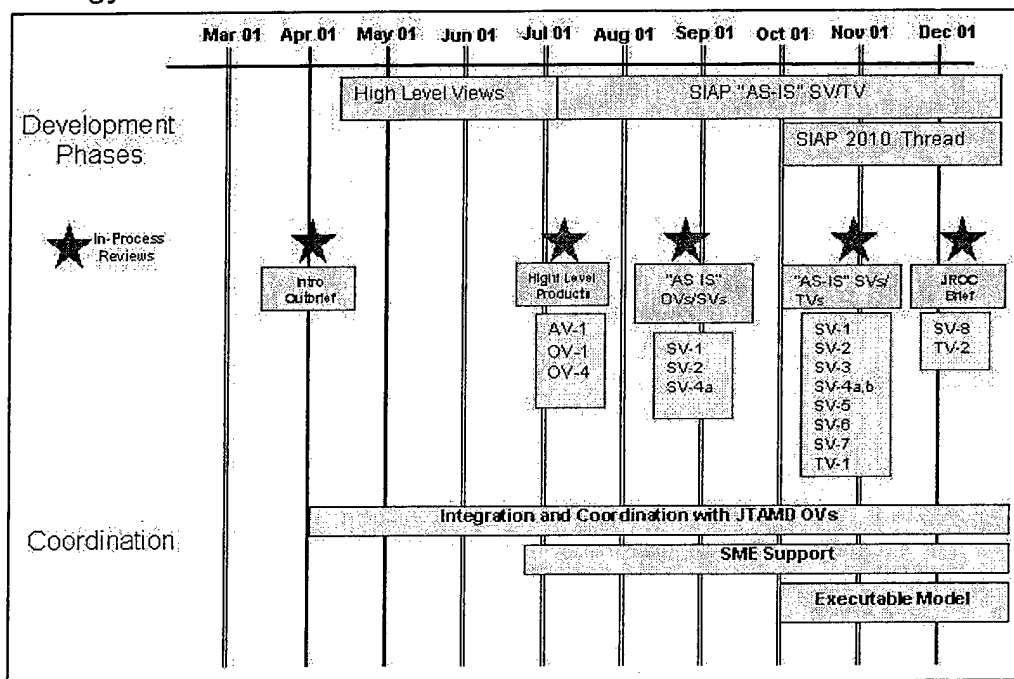 Mar 01 Apr 01 May 01 Jun 01 Jul 01 Aug 01 Sep 01 Oct 01 Nov 01 Dec 01
High Level Views
SIAP "AS-IS" SV/TV
Development
Phases
SIAP 2010 Thread
In-Process
Reviews
Intro
Outbrief
Hight Level
Products
"AS-IS"
OVs/SVs
"AS-IS" SVs/
TVs
JROC
Brief
AV-1
OV-1
OV-4
SV-1
SV-2
SV-4a
SV-1
SV-2
SV-3
SV-4a,b
SV-5
SV-6
SV-7
TV-1
SV-8
TV-2
Coordination
Integration and Coordination with JTAMD OVs
SME Support
Executable Model